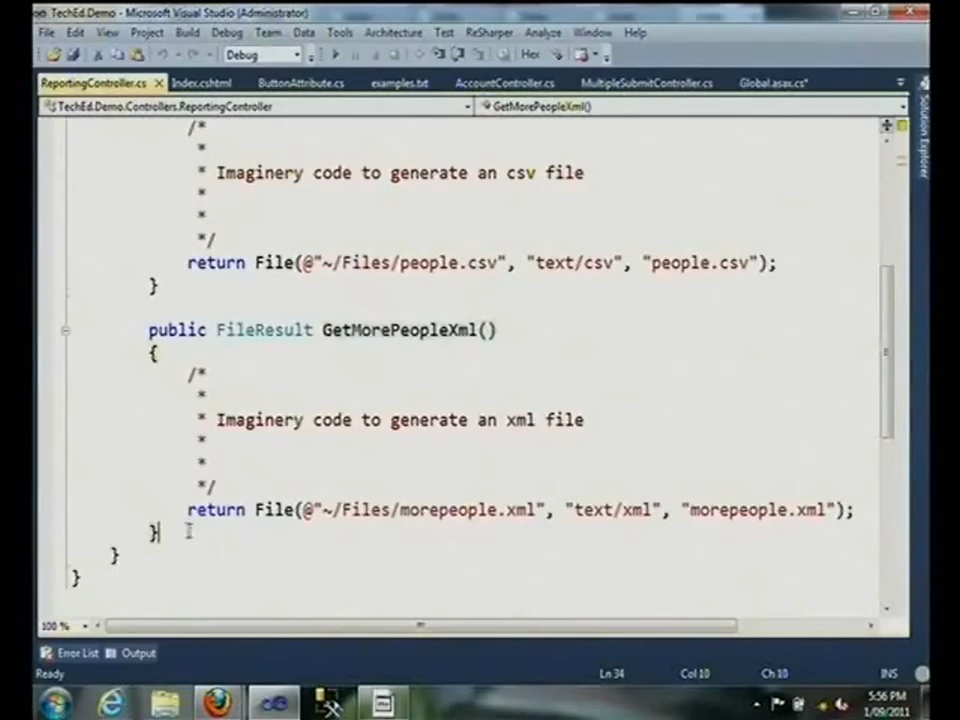 TechEd.Demo - Microsoft Visual Studio (Administrator)
File Edit View Project Build Debug Team Data Tools Architecture Test ReSharper Analyze Window Help
Debug Hex
ReportingController.cs Index.cshtml ButtonAttribute.cs examples.txt AccountController.cs MultipleSubmitController.cs Global.asax.cs*
TechEd.Demo.Controllers.ReportingController GetMorePeopleXml()
Solution Explorer
/*
*
* Imaginery code to generate an csv file
*
*
*/
return File(@"~/Files/people.csv", "text/csv", "people.csv");
}
public FileResult GetMorePeopleXml()
{
/*
*
* Imaginery code to generate an xml file
*
*
*/
return File(@"~/Files/morepeople.xml", "text/xml", "morepeople.xml");
}
}
}
100 %
Error List Output
Ready Ln 34 Col 10 Ch 10 INS
5:56 PM
1/09/2011